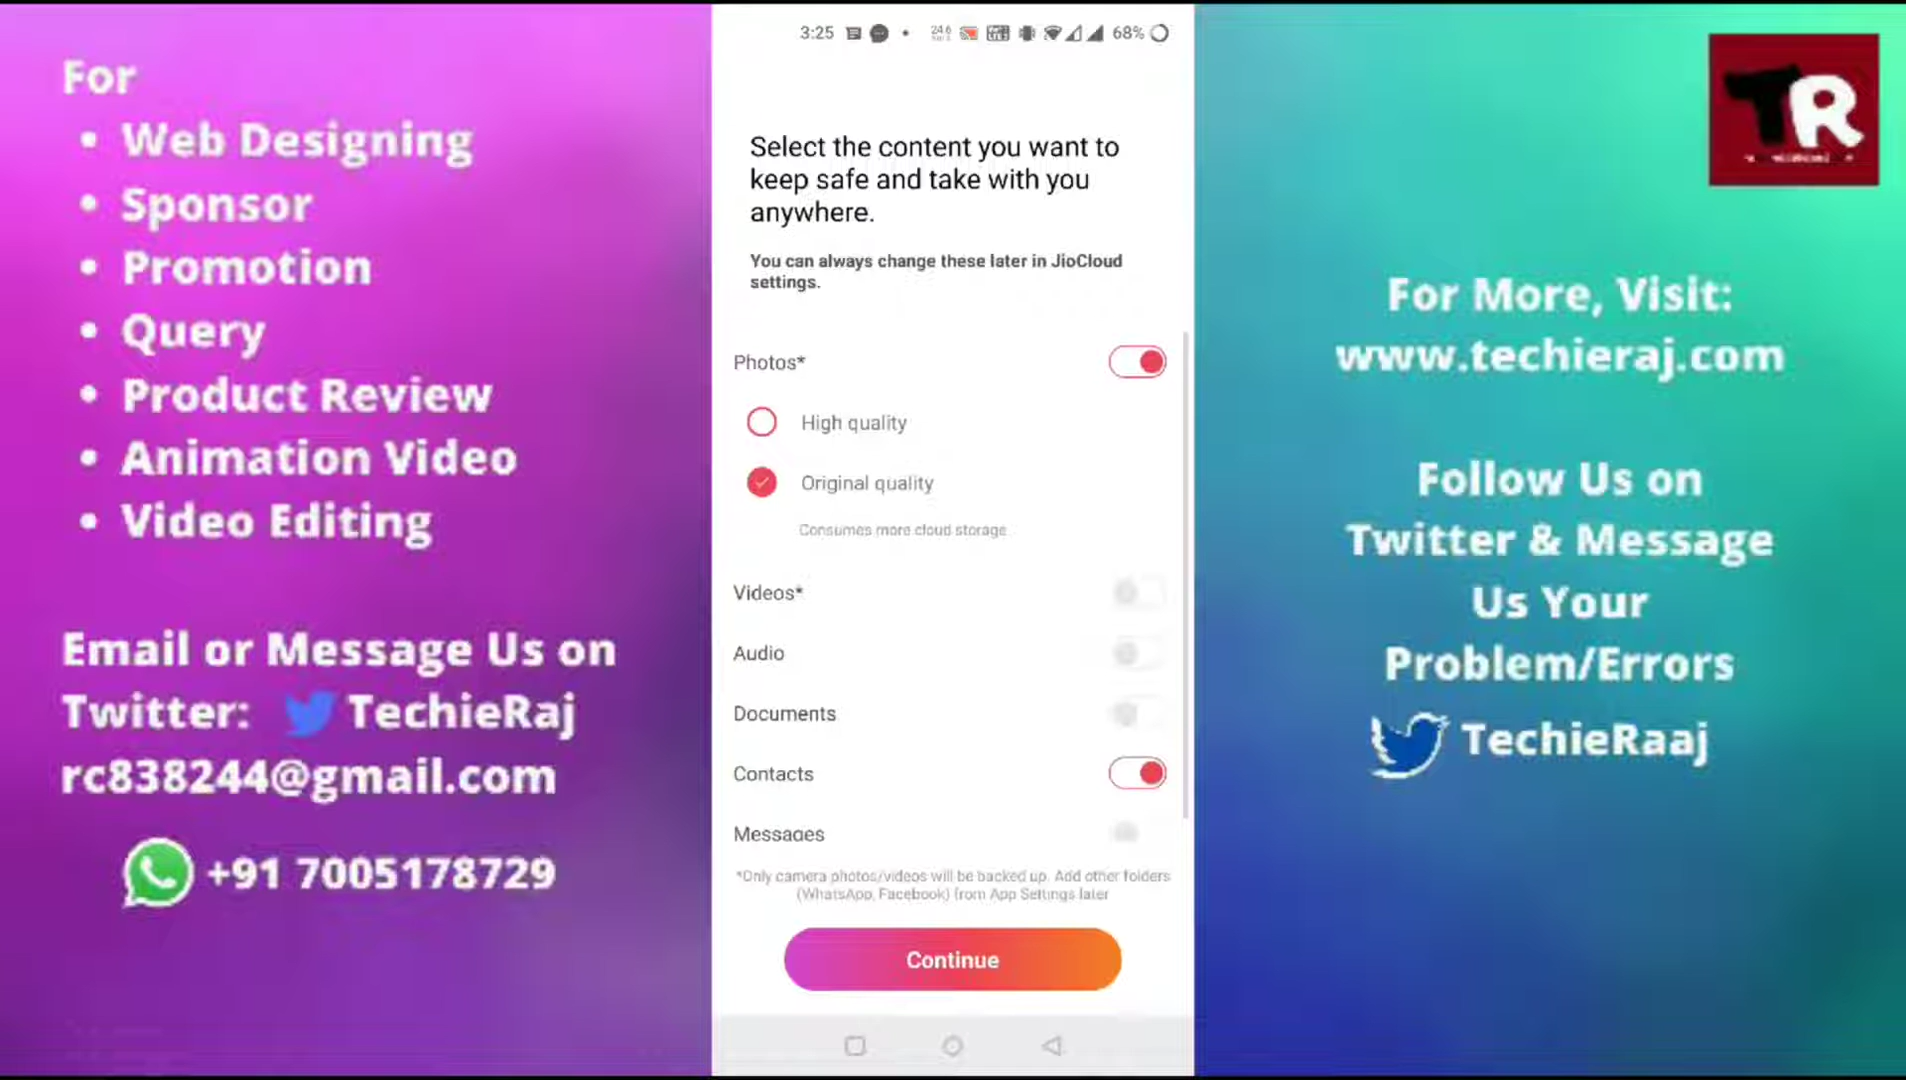 For
• Web Designing
• Sponsor
• Promotion
• Query
• Product Review
• Animation Video
• Video Editing
Email or Message Us on
Twitter: TechieRaj
rc838244@gmail.com
+91 7005178729
3:25
24.6
68%
Select the content you want to
keep safe and take with you
anywhere.
You can always change these later in JioCloud
settings.
Photos*
High quality
Original quality
Consumes more cloud storage
Videos*
Audio
Documents
Contacts
Messages
*Only camera photos/videos will be backed up. Add other folders
(WhatsApp, Facebook) from App Settings later
Continue
TR
For More, Visit:
www.techieraj.com
Follow Us on
Twitter & Message
Us Your
Problem/Errors
TechieRaaj